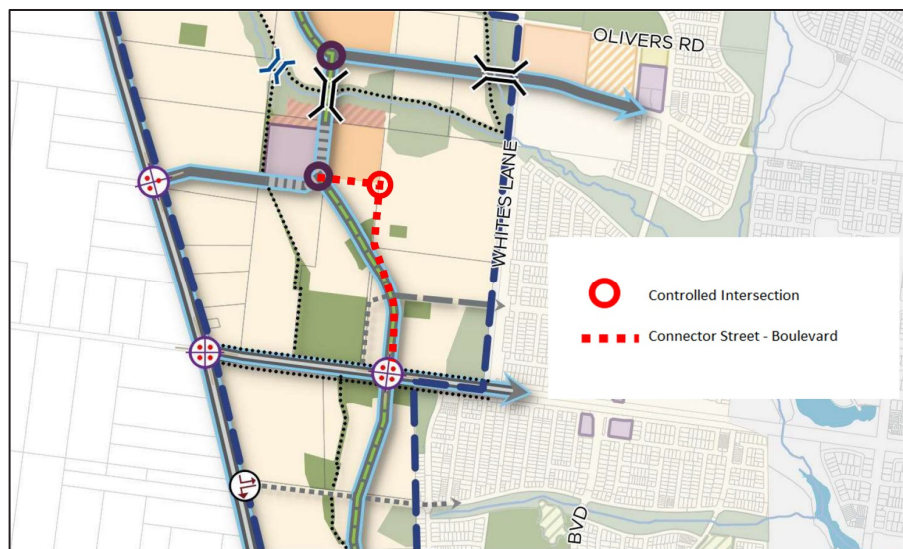 OLIVERS RD
WHITES LANE
Controlled Intersection
Connector Street - Boulevard
BVD